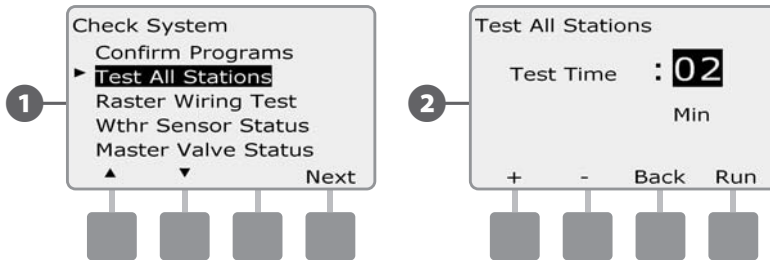 1
Check System
Confirm Programs
► Test All Stations
Raster Wiring Test
Wthr Sensor Status
Master Valve Status
▲ ▼ Next
2
Test All Stations
Test Time :02
Min
+ - Back Run